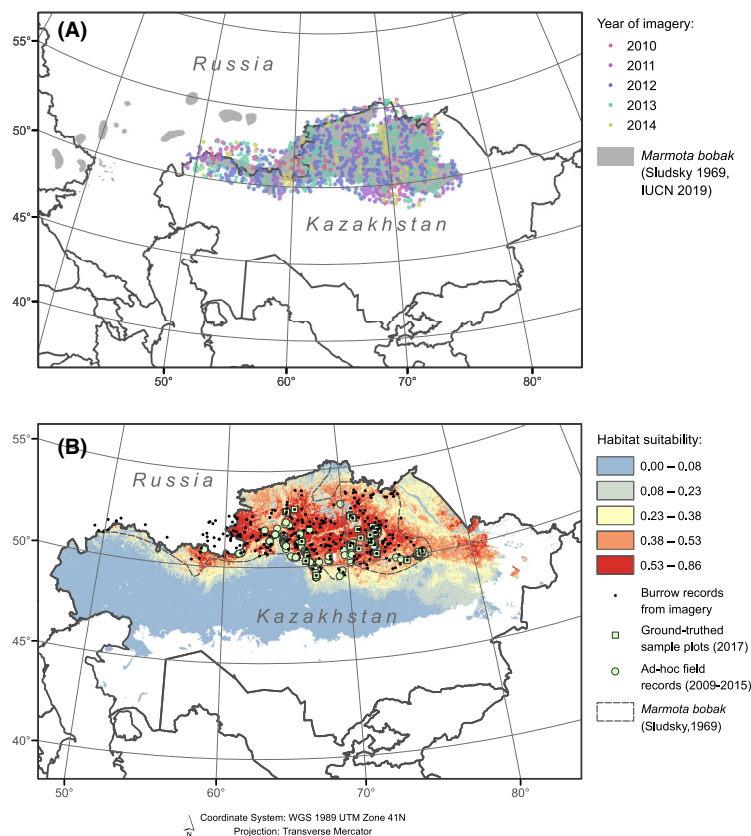 (A)
Russia
Kazakhstan
55°
50°
45°
40°
50°
60°
70°
80°
Year of imagery:
2010
2011
2012
2013
2014
Marmota bobak
(Sludsky 1969,
IUCN 2019)
(B)
Russia
Kazakhstan
55°
50°
45°
40°
50°
60°
70°
80°
Habitat suitability:
0.00 – 0.08
0.08 – 0.23
0.23 – 0.38
0.38 – 0.53
0.53 – 0.86
Burrow records
from imagery
Ground-truthed
sample plots (2017)
Ad-hoc field
records (2009-2015)
Marmota bobak
(Sludsky,1969)
N
Coordinate System: WGS 1989 UTM Zone 41N
Projection: Transverse Mercator